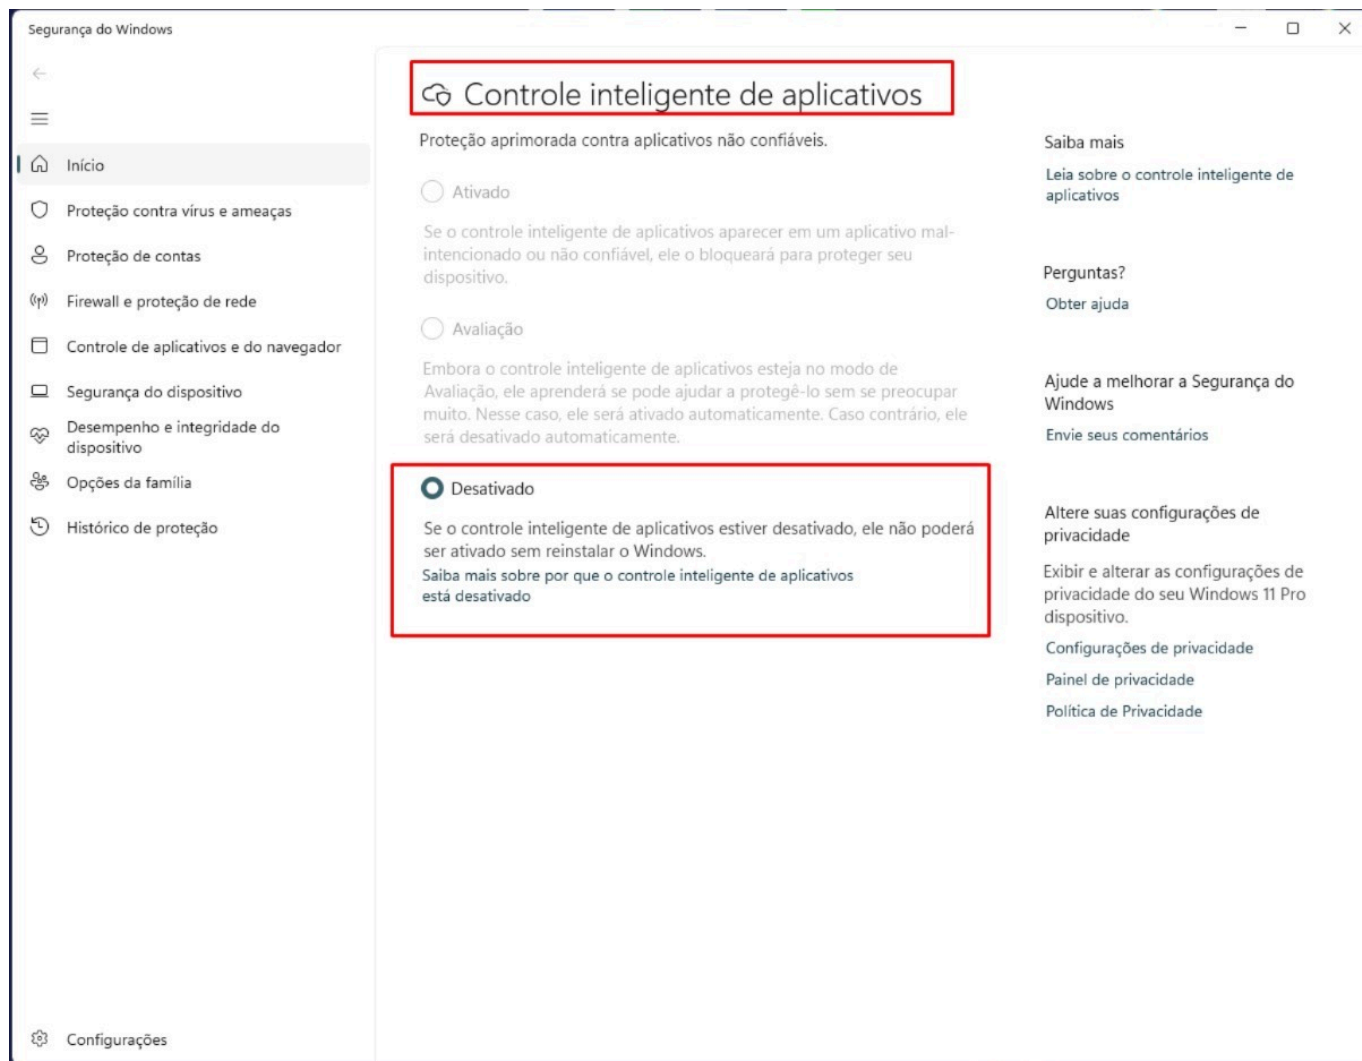 Segurança do Windows
Início
Proteção contra vírus e ameaças
Proteção de contas
Firewall e proteção de rede
Controle de aplicativos e do navegador
Segurança do dispositivo
Desempenho e integridade do
dispositivo
Opções da família
Histórico de proteção
Configurações
Controle inteligente de aplicativos
Proteção aprimorada contra aplicativos não confiáveis.
Ativado
Se o controle inteligente de aplicativos aparecer em um aplicativo mal-
intencionado ou não confiável, ele o bloqueará para proteger seu
dispositivo.
Avaliação
Embora o controle inteligente de aplicativos esteja no modo de
Avaliação, ele aprenderá se pode ajudar a protegê-lo sem se preocupar
muito. Nesse caso, ele será ativado automaticamente. Caso contrário, ele
será desativado automaticamente.
Desativado
Se o controle inteligente de aplicativos estiver desativado, ele não poderá
ser ativado sem reinstalar o Windows.
Saiba mais sobre por que o controle inteligente de aplicativos
está desativado
Saiba mais
Leia sobre o controle inteligente de
aplicativos
Perguntas?
Obter ajuda
Ajude a melhorar a Segurança do
Windows
Envie seus comentários
Altere suas configurações de
privacidade
Exibir e alterar as configurações de
privacidade do seu Windows 11 Pro
dispositivo.
Configurações de privacidade
Painel de privacidade
Política de Privacidade